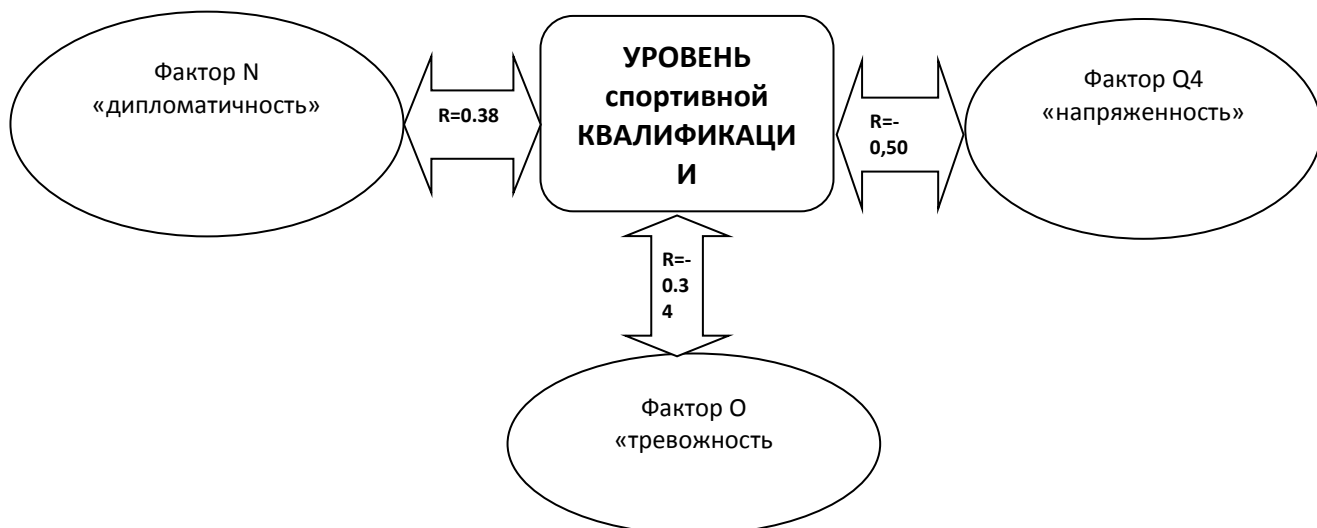 Фактор N
«дипломатичность»
R=0.38
УРОВЕНЬ
спортивной
КВАЛИФИКАЦИ
И
R=-
0,50
Фактор Q4
«напряженность»
R=-
0.3
4
Фактор О
«тревожность